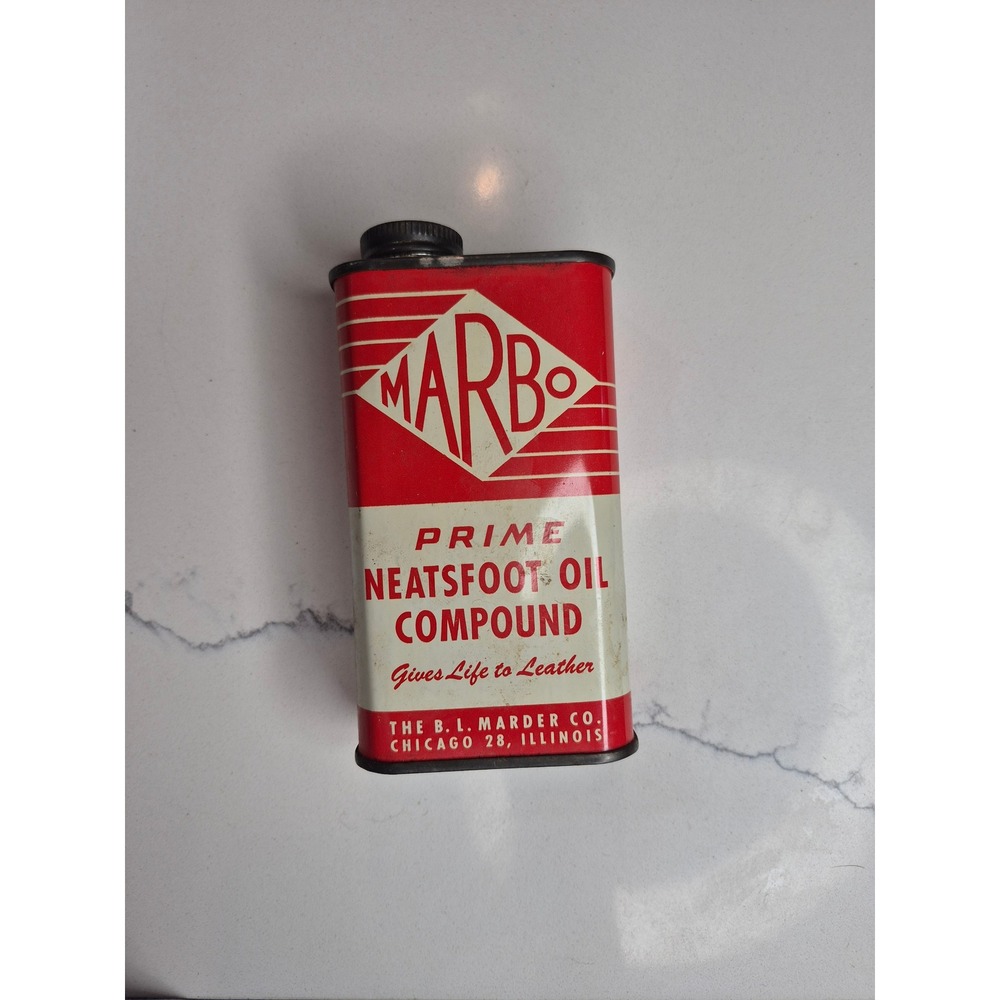 MARBO
PRIME
NEATSFOOT OIL
COMPOUND
Gives Life to Leather
THE B. L. MARDER CO.
CHICAGO 28, ILLINOIS